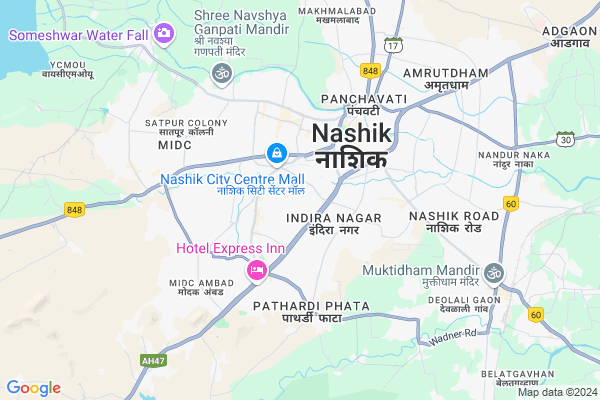 MAKHMALABAD
मखमलाबाद
Shree Navshya
Ganpati Mandir
श्री नवश्या
गणपती मंदिर
Someshwar Water Fall
ADGAON
आडगाव
17
YCMOU
वायसीएमओयू
848
AMRUTDHAM
अमृतधाम
PANCHAVATI
पंचवटी
SATPUR COLONY
सातपूर कॉलनी
MIDC
Nashik
नाशिक
30
NANDUR NAKA
नांदुर नाका
Nashik City Centre Mall
नाशिक सिटी सेंटर मॉल
848
60
INDIRA NAGAR
इंदिरा नगर
NASHIK ROAD
नाशिक रोड
Hotel Express Inn
Muktidham Mandir
मुक्तीधाम मंदिर
MIDC AMBAD
मोदक अंबड
PATHARDI PHATA
पाथर्डी फाटा
DEOLALI GAON
देवळाली गांव
60
Wadner Rd
AH47
BELATGAVHAN
बेलतगव्हाण
Google
Map data ©2024